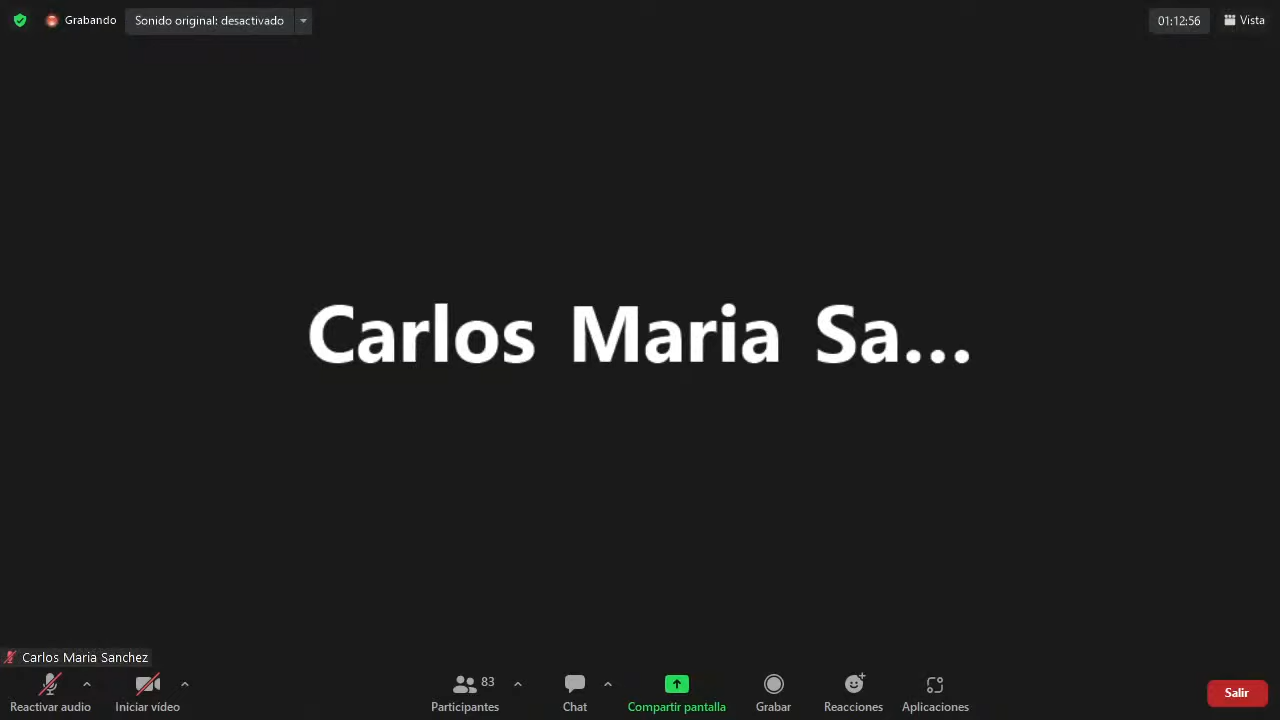 Grabando
Sonido original: desactivado
01:12:56
Vista
Carlos Maria Sa...
Carlos Maria Sanchez
Reactivar audio
Iniciar vídeo
83
Participantes
Chat
Compartir pantalla
Grabar
Reacciones
Aplicaciones
Salir